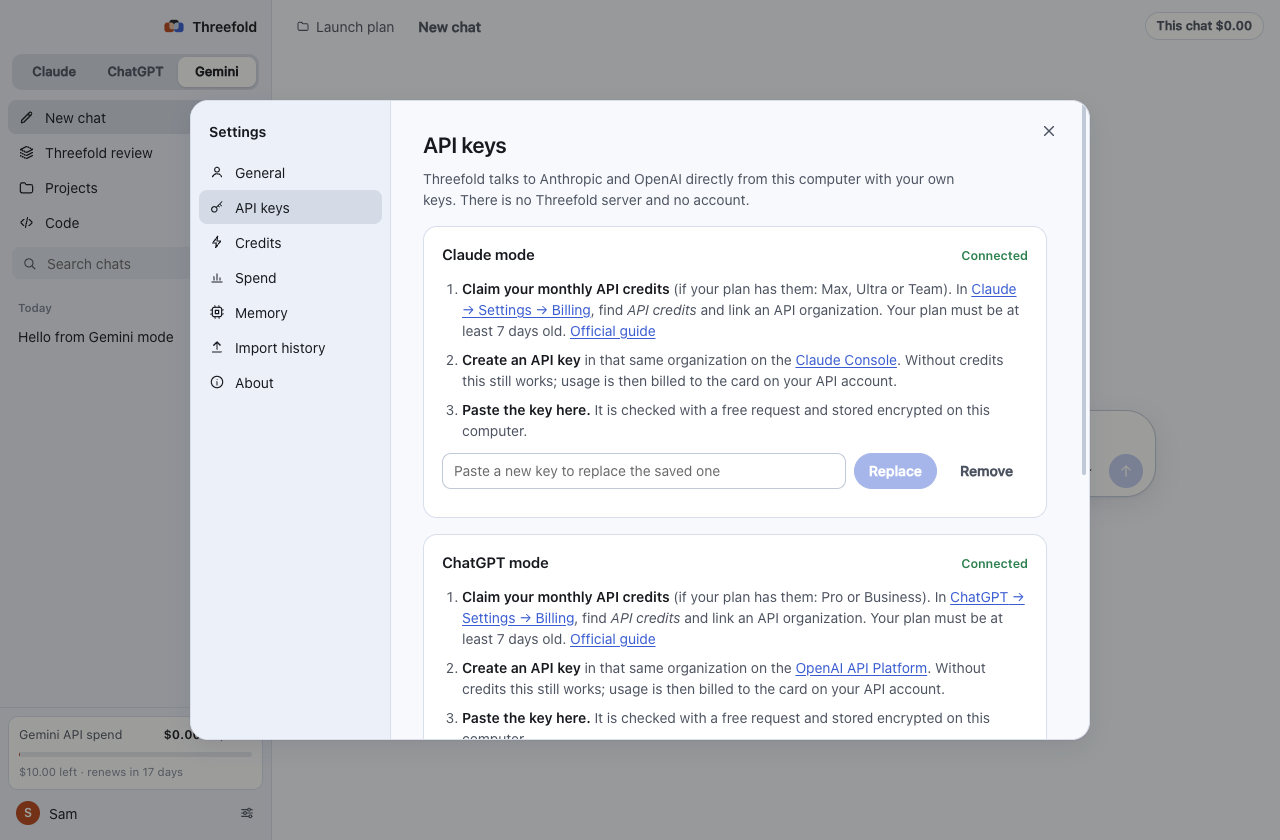 Threefold
Launch plan
New chat
This chat $0.00
Claude
ChatGPT
Gemini
New chat
Threefold review
Projects
Code
Search chats
Today
Hello from Gemini mode
Gemini API spend
$10.00 left · renews in 17 days
S
Sam
Settings
General
API keys
Credits
Spend
Memory
Import history
About
API keys
Threefold talks to Anthropic and OpenAI directly from this computer with your own
keys. There is no Threefold server and no account.
Claude mode
Connected
1. Claim your monthly API credits (if your plan has them: Max, Ultra or Team). In Claude
→ Settings → Billing, find API credits and link an API organization. Your plan must be at
least 7 days old. Official guide
2. Create an API key in that same organization on the Claude Console. Without credits
this still works; usage is then billed to the card on your API account.
3. Paste the key here. It is checked with a free request and stored encrypted on this
computer.
Paste a new key to replace the saved one
Replace
Remove
ChatGPT mode
Connected
1. Claim your monthly API credits (if your plan has them: Pro or Business). In ChatGPT →
Settings → Billing, find API credits and link an API organization. Your plan must be at
least 7 days old. Official guide
2. Create an API key in that same organization on the OpenAI API Platform. Without
credits this still works; usage is then billed to the card on your API account.
3. Paste the key here. It is checked with a free request and stored encrypted on this
computer.